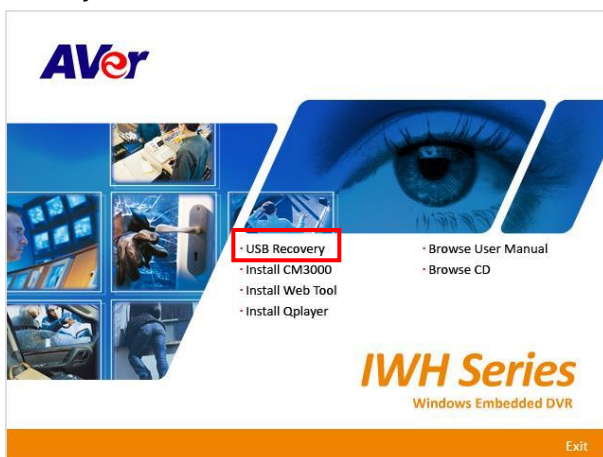 AVer
USB Recovery
Install CM3000
Install Web Tool
Install Qplayer
Browse User Manual
Browse CD
IWH Series
Windows Embedded DVR
Exit